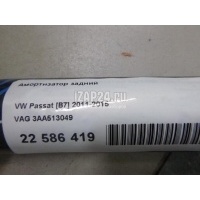 Амортизатор задний
VW Passat [B7] 2011-2015
VAG 3AA513049
22 586 419